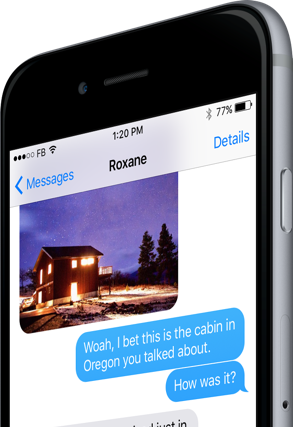 FB 1:20 PM 77%
Messages Roxane Details
Woah, I bet this is the cabin in
Oregon you talked about.
How was it?
just in